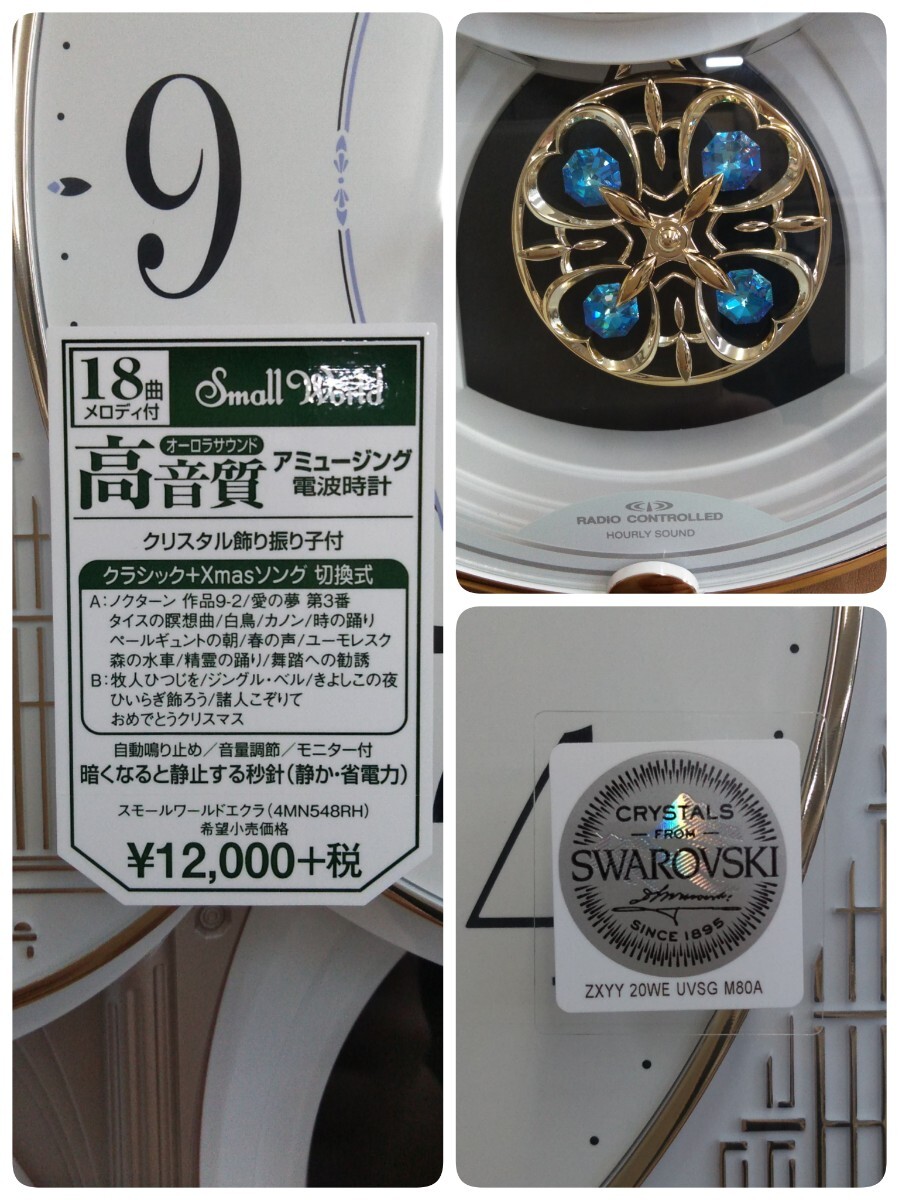 9
18曲
メロディ付
Small World
オーロラサウンド
高音質
アミュージング
電波時計
クリスタル飾り振り子付
クラシック+Xmasソング 切換式
A:ノクターン 作品9-2/愛の夢 第3番
タイスの瞑想曲/白鳥/カノン/時の踊り
ペールギュントの朝/春の声/ユーモレスク
森の水車/精霊の踊り/舞踏への勧誘
B:牧人ひつじを/ジングル・ベル/きよしこの夜
ひいらぎ飾ろう/諸人こぞりて
おめでとうクリスマス
自動鳴り止め/音量調節/モニター付
暗くなると静止する秒針(静か・省電力)
スモールワールドエクラ(4MN548RH)
希望小売価格
¥12,000+税
RADIO CONTROLLED
HOURLY SOUND
4
CRYSTALS
FROM
SWAROVSKI
SINCE 1895
ZXYY 20WE UVSG M80A